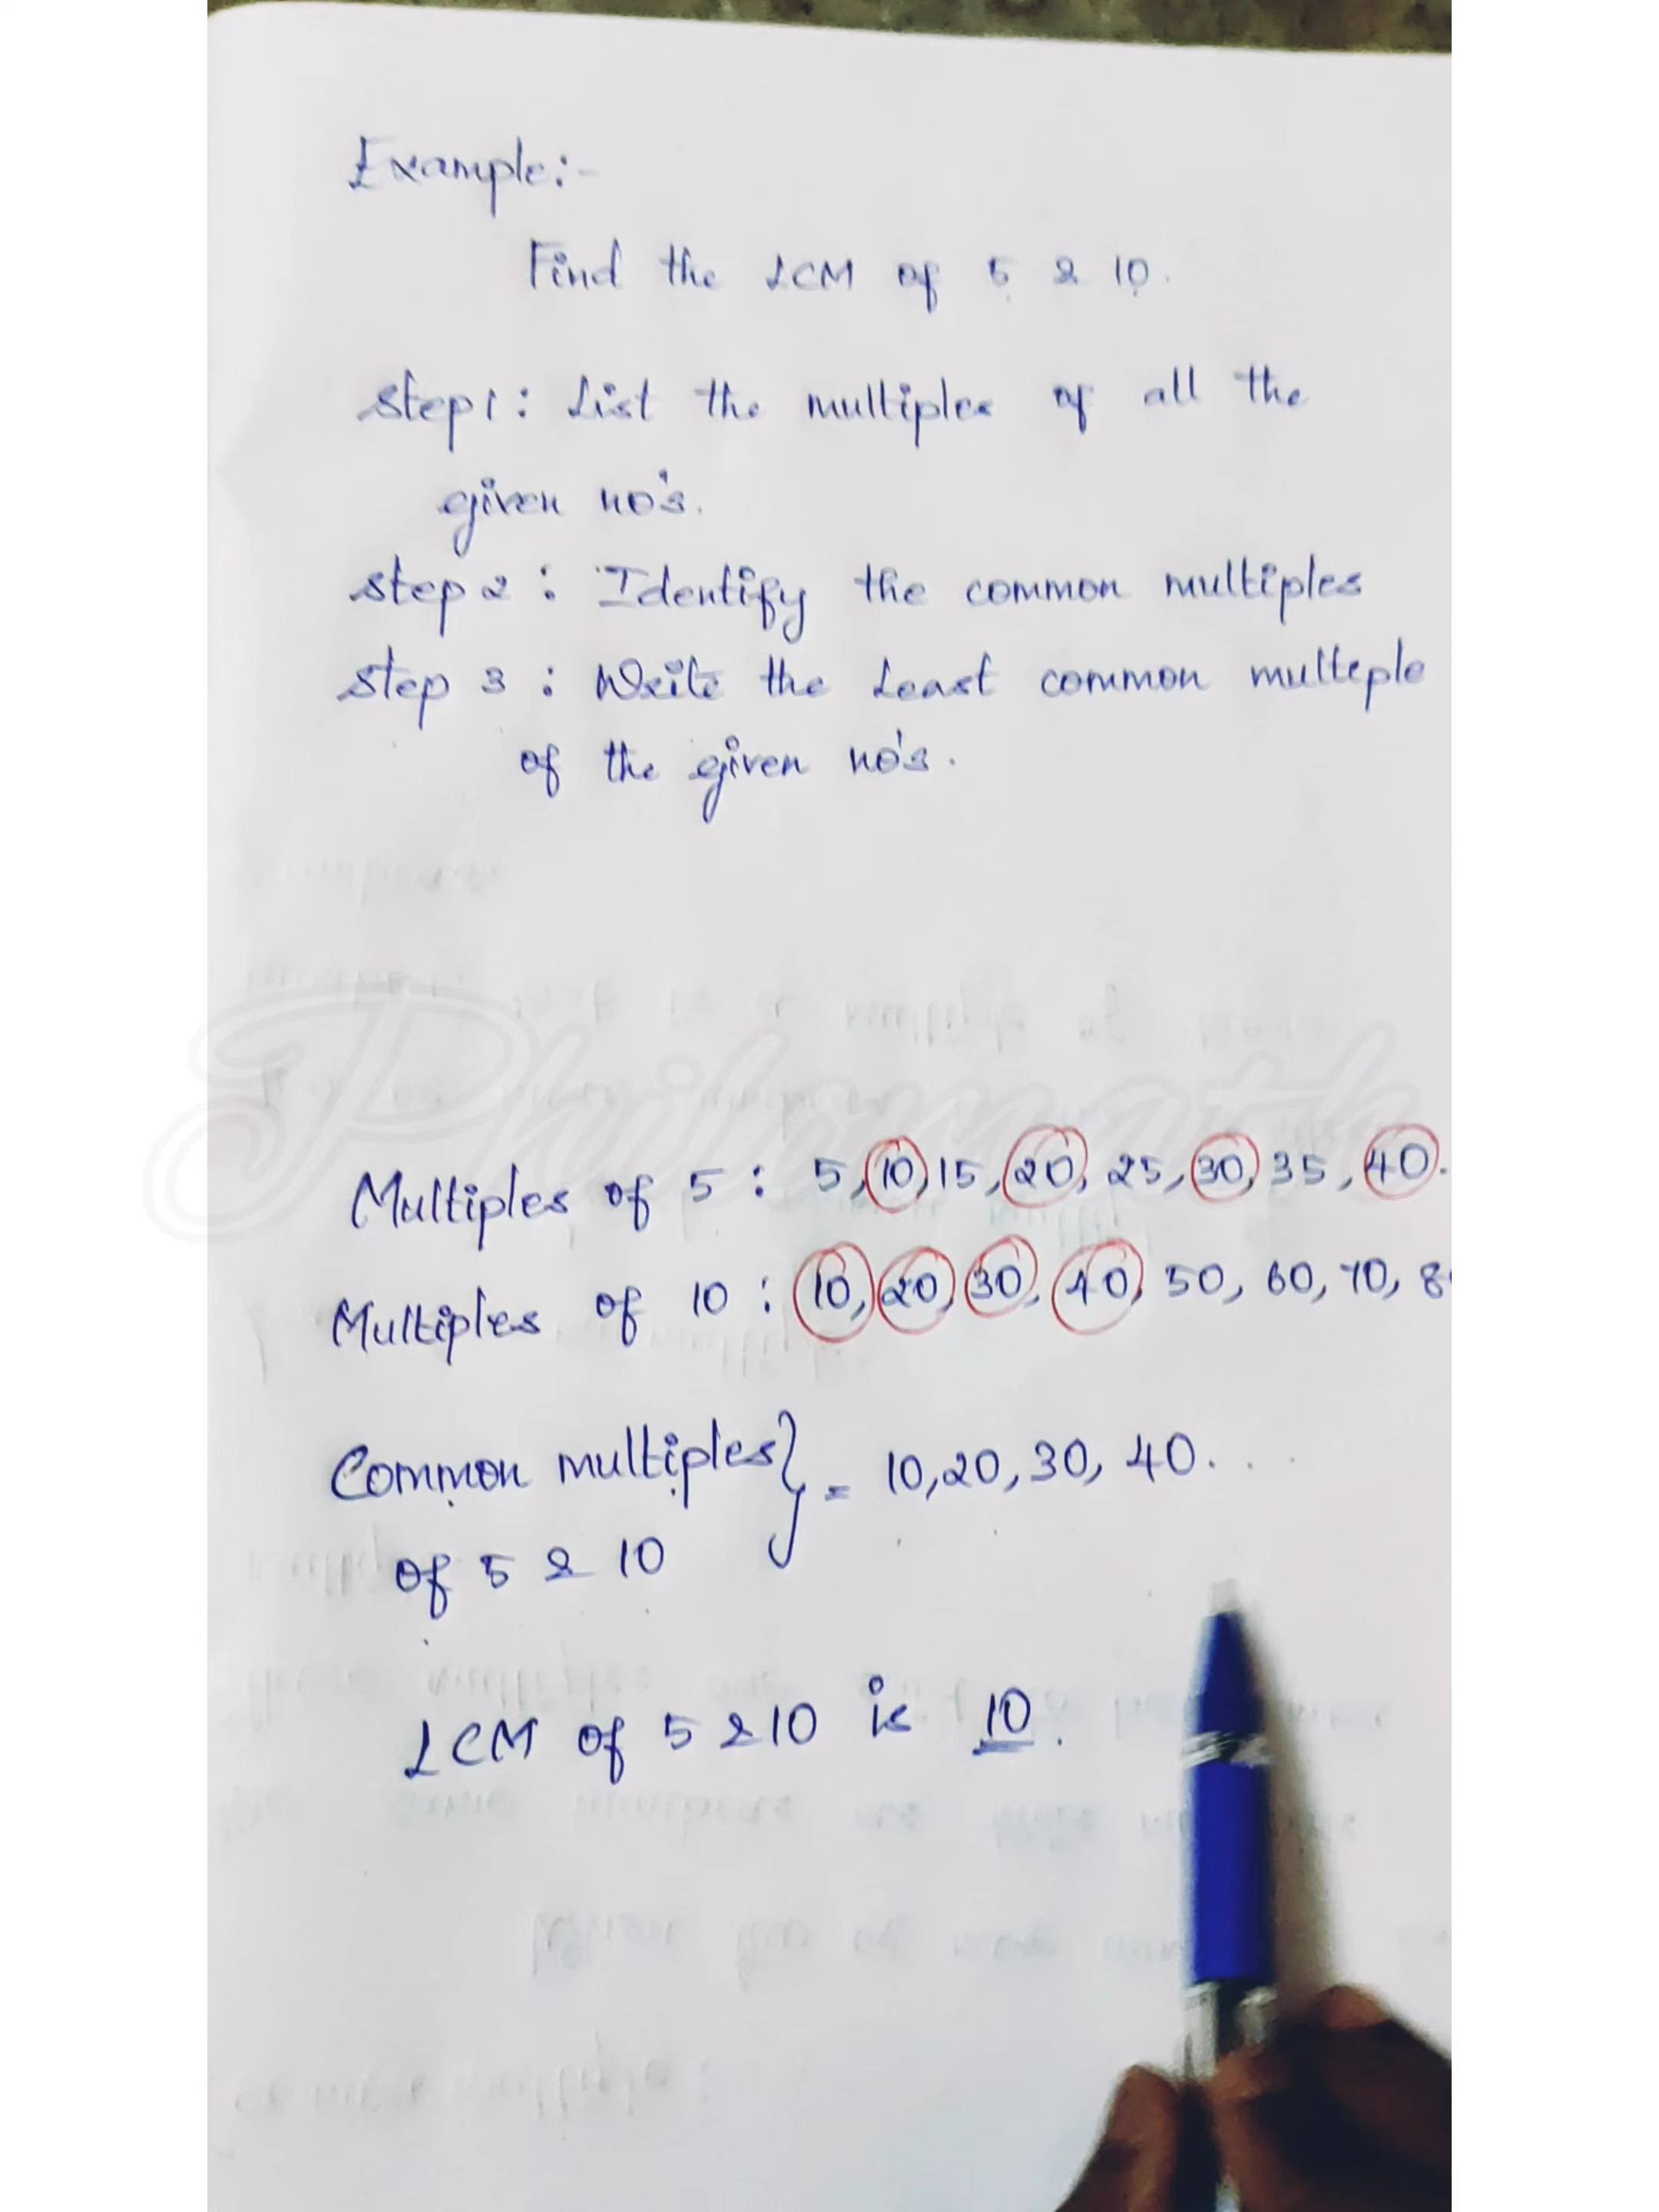 Example:-
Find the LCM of 5 & 10.
Step 1: List the multiples of all the
given no's.
Step 2: Identify the common multiples
Step 3: Write the Least common multiple
of the given no's.
Philomath
Multiples of 5: 5, 10, 15, 20, 25, 30, 35, 40.
Multiples of 10: 10, 20, 30, 40, 50, 60, 70,
Common multiples} = 10, 20, 30, 40. . .
of 5 & 10
LCM of 5 & 10 is 10.